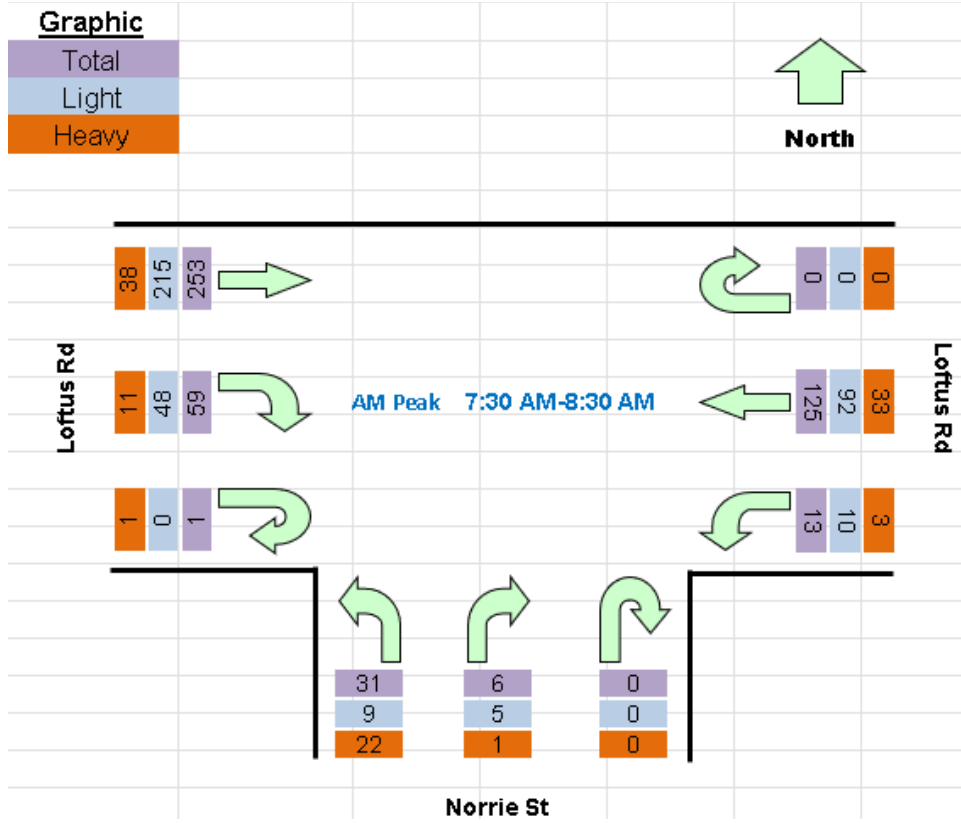 Graphic
Total
Light
Heavy
North
38 215 253
0 0 0
Loftus Rd
11 48 59
AM Peak 7:30 AM-8:30 AM
125 92 33
Loftus Rd
1 0 1
13 10 3
31 6 0
9 5 0
22 1 0
Norrie St